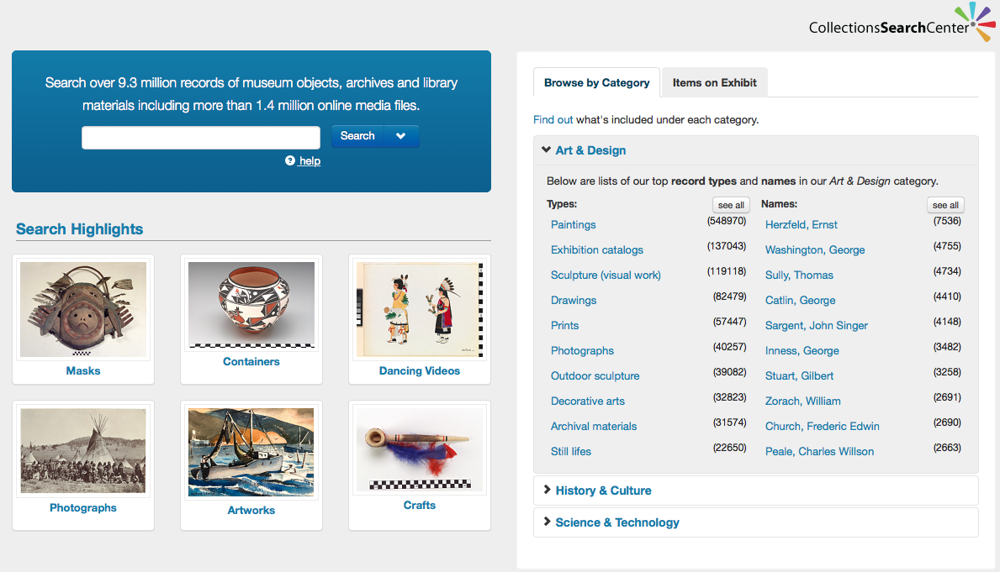 CollectionsSearchCenter
Search over 9.3 million records of museum objects, archives and library
materials including more than 1.4 million online media files.
Search
? help
Search Highlights
Masks
Containers
Dancing Videos
Photographs
Artworks
Crafts
Browse by Category
Items on Exhibit
Find out what's included under each category.
Art & Design
Below are lists of our top record types and names in our Art & Design category.
Types: see all
Paintings (548970)
Exhibition catalogs (137043)
Sculpture (visual work) (119118)
Drawings (82479)
Prints (57447)
Photographs (40257)
Outdoor sculpture (39082)
Decorative arts (32823)
Archival materials (31574)
Still lifes (22650)
Names: see all
Herzfeld, Ernst (7536)
Washington, George (4755)
Sully, Thomas (4734)
Catlin, George (4410)
Sargent, John Singer (4148)
Inness, George (3482)
Stuart, Gilbert (3258)
Zorach, William (2691)
Church, Frederic Edwin (2690)
Peale, Charles Willson (2663)
History & Culture
Science & Technology